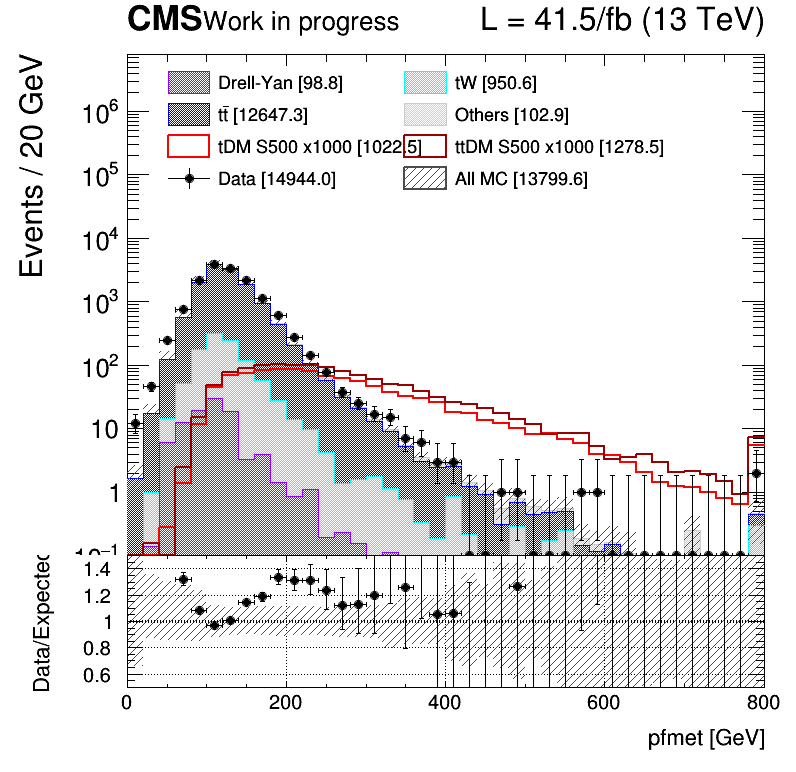 CMS Work in progress L = 41.5/fb (13 TeV)
Events / 20 GeV
Drell-Yan [98.8] tW [950.6]
tt̄ [12647.3] Others [102.9]
tDM S500 x1000 [1022.5] ttDM S500 x1000 [1278.5]
Data [14944.0] All MC [13799.6]
10⁶
10⁵
10⁴
10³
10²
10
1
10⁻¹
Data/Expected
1.4
1.2
1
0.8
0.6
0 200 400 600 800
pfmet [GeV]